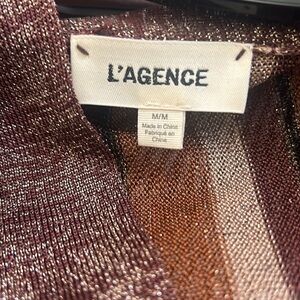 L'AGENCE
M/M
Made in China
Fabriqué en
Chine